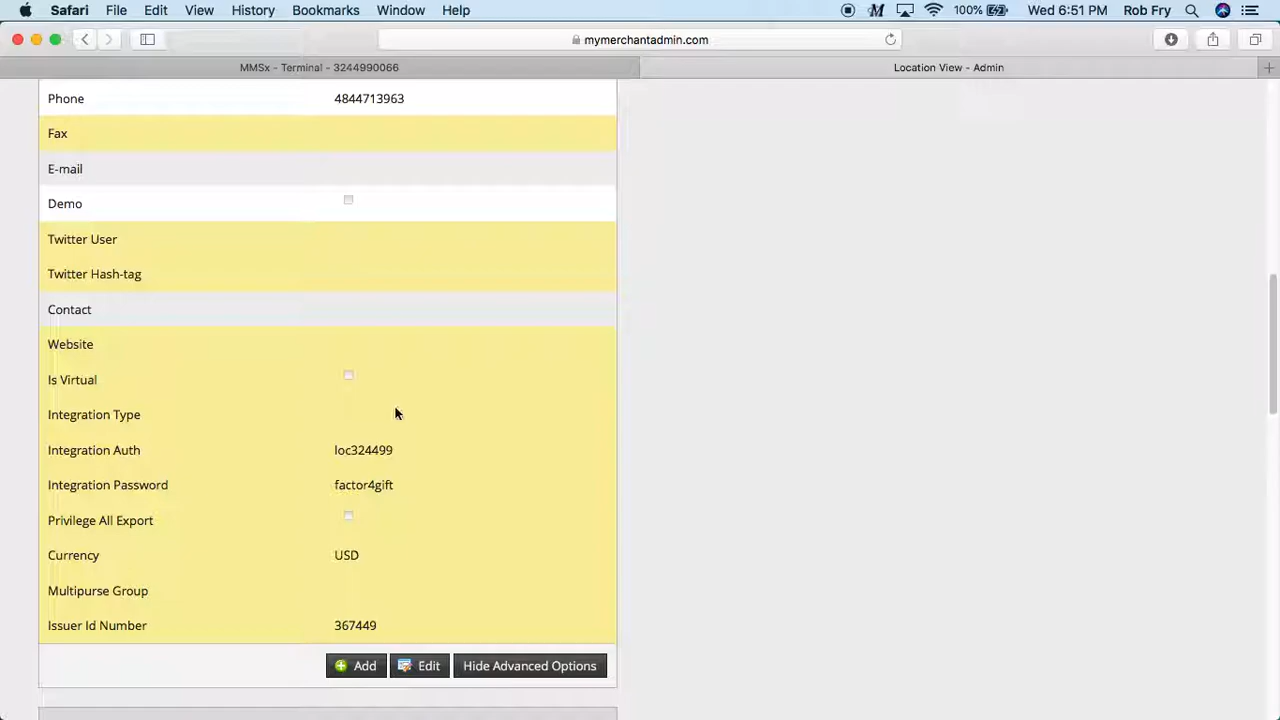 Safari File Edit View History Bookmarks Window Help 100% Wed 6:51 PM Rob Fry
mymerchantadmin.com
MMSx - Terminal - 3244990066 Location View - Admin
Phone 4844713963
Fax
E-mail
Demo
Twitter User
Twitter Hash-tag
Contact
Website
Is Virtual
Integration Type
Integration Auth loc324499
Integration Password factor4gift
Privilege All Export
Currency USD
Multipurse Group
Issuer Id Number 367449
Add Edit Hide Advanced Options